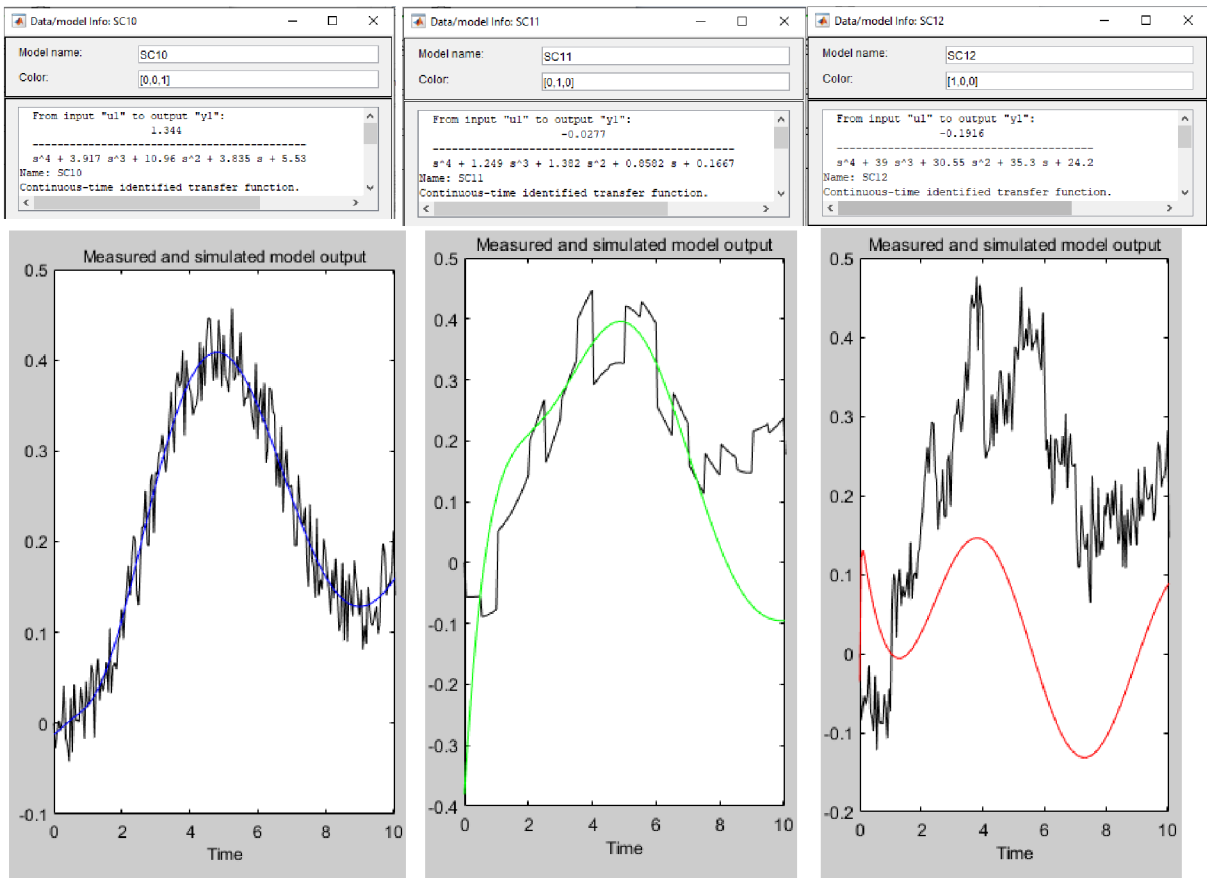 Data/model Info: SC10
Model name:
SC10
Color:
[0,0,1]
From input "u1" to output "y1":
1.344
---------------------------------------------
s^4 + 3.917 s^3 + 10.96 s^2 + 3.835 s + 5.53
Name: SC10
Continuous-time identified transfer function.
Data/model Info: SC11
Model name:
SC11
Color:
[0,1,0]
From input "u1" to output "y1":
-0.0277
-------------------------------------------------
s^4 + 1.249 s^3 + 1.382 s^2 + 0.8582 s + 0.1667
Name: SC11
Continuous-time identified transfer function.
Data/model Info: SC12
Model name:
SC12
Color:
[1,0,0]
From input "u1" to output "y1":
-0.1916
------------------------------------------
s^4 + 39 s^3 + 30.55 s^2 + 35.3 s + 24.2
Name: SC12
Continuous-time identified transfer function.
Measured and simulated model output
0.5
0.4
0.3
0.2
0.1
0
-0.1
0 2 4 6 8 10
Time
Measured and simulated model output
0.5
0.4
0.3
0.2
0.1
0
-0.1
-0.2
-0.3
-0.4
0 2 4 6 8 10
Time
Measured and simulated model output
0.5
0.4
0.3
0.2
0.1
0
-0.1
-0.2
0 2 4 6 8 10
Time